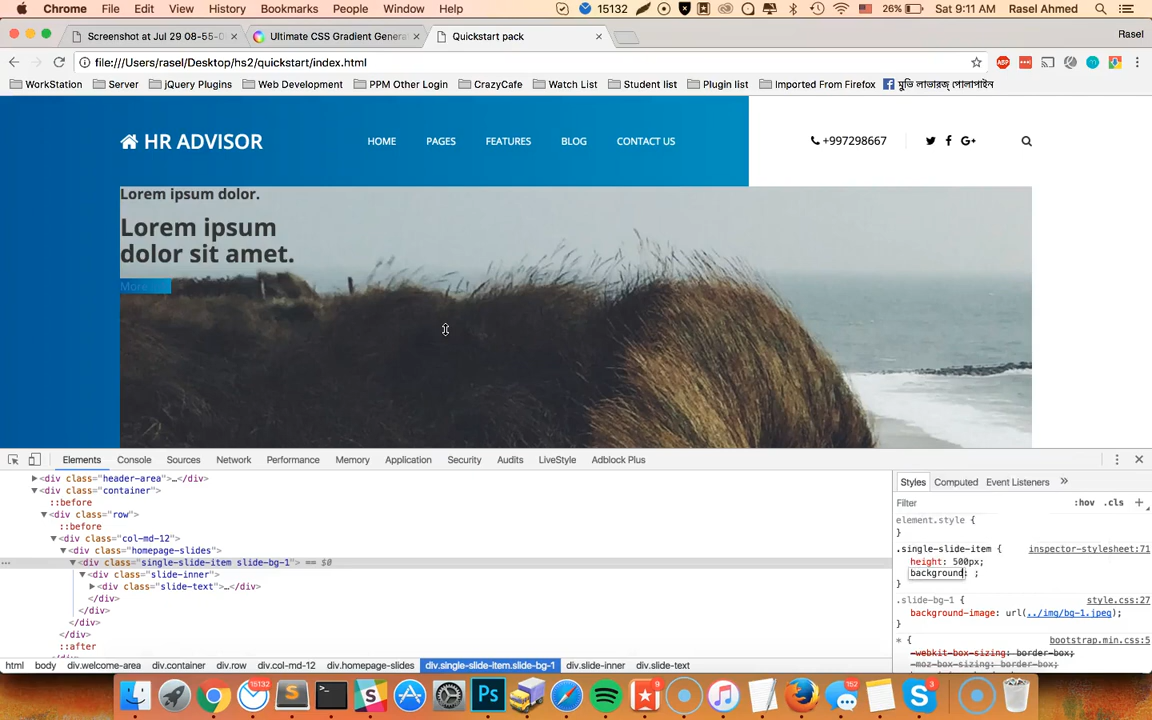 Chrome File Edit View History Bookmarks People Window Help 15132 26% Sat 9:11 AM Rasel Ahmed
Screenshot at Jul 29 08-55-0 × Ultimate CSS Gradient Genera × Quickstart pack × Rasel
file:///Users/rasel/Desktop/hs2/quickstart/index.html
WorkStation Server jQuery Plugins Web Development PPM Other Login CrazyCafe Watch List Student list Plugin list Imported From Firefox মুভি লাভারজ্ পোলাপাইন
HR ADVISOR HOME PAGES FEATURES BLOG CONTACT US +997298667 G+
Lorem ipsum dolor.
Lorem ipsum
dolor sit amet.
More
Elements Console Sources Network Performance Memory Application Security Audits LiveStyle Adblock Plus
▶<div class="header-area">…</div>
▼<div class="container">
::before
▼<div class="row">
::before
▼<div class="col-md-12">
▼<div class="homepage-slides">
… ▼<div class="single-slide-item slide-bg-1"> == $0
▼<div class="slide-inner">
▶<div class="slide-text">…</div>
</div>
</div>
</div>
</div>
::after
html body div.welcome-area div.container div.row div.col-md-12 div.homepage-slides div.single-slide-item.slide-bg-1 div.slide-inner div.slide-text
Styles Computed Event Listeners »
Filter :hov .cls +
element.style {
}
.single-slide-item { inspector-stylesheet:71
height: 500px;
background: ;
}
.slide-bg-1 { style.css:27
background-image: url(../img/bg-1.jpeg);
}
* { bootstrap.min.css:5
-webkit-box-sizing: border-box;
-moz-box-sizing: border-box;
15132 9 152 3